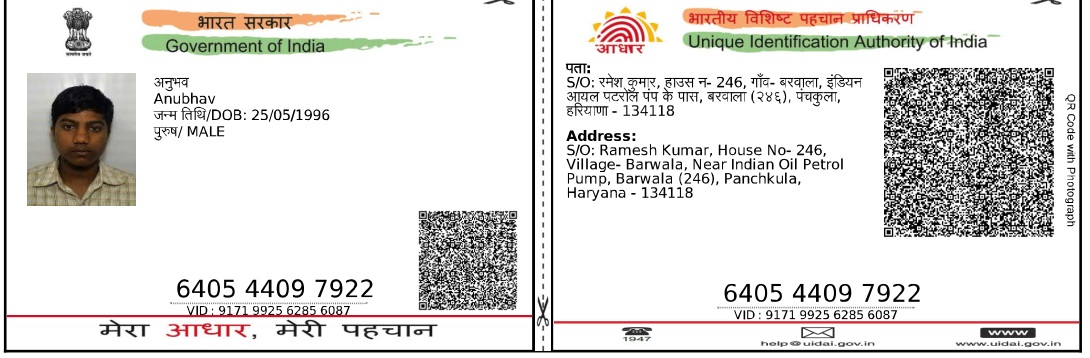 भारत सरकार
Government of India
अनुभव
Anubhav
जन्म तिथि/DOB: 25/05/1996
पुरुष/ MALE
6405 4409 7922
VID : 9171 9925 6285 6087
मेरा आधार, मेरी पहचान
आधार
भारतीय विशिष्ट पहचान प्राधिकरण
Unique Identification Authority of India
पता:
S/O: रमेश कुमार, हाउस न- 246, गाँव- बरवाला, इंडियन
आयल पटरोल पंप के पास, बरवाला (२४६), पंचकुला,
हरियाणा - 134118
Address:
S/O: Ramesh Kumar, House No- 246,
Village- Barwala, Near Indian Oil Petrol
Pump, Barwala (246), Panchkula,
Haryana - 134118
QR Code with Photograph
6405 4409 7922
VID : 9171 9925 6285 6087
1947
help@uidai.gov.in
www
www.uidai.gov.in